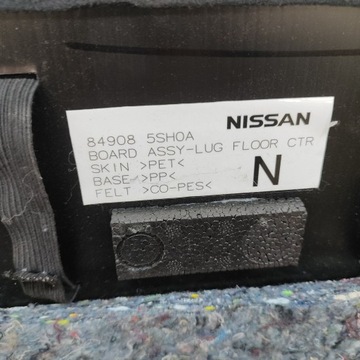 NISSAN
84908 5SH0A
BOARD ASSY-LUG FLOOR CTR
SKIN >PET<
BASE >PP<
FELT >CO-PES<
N